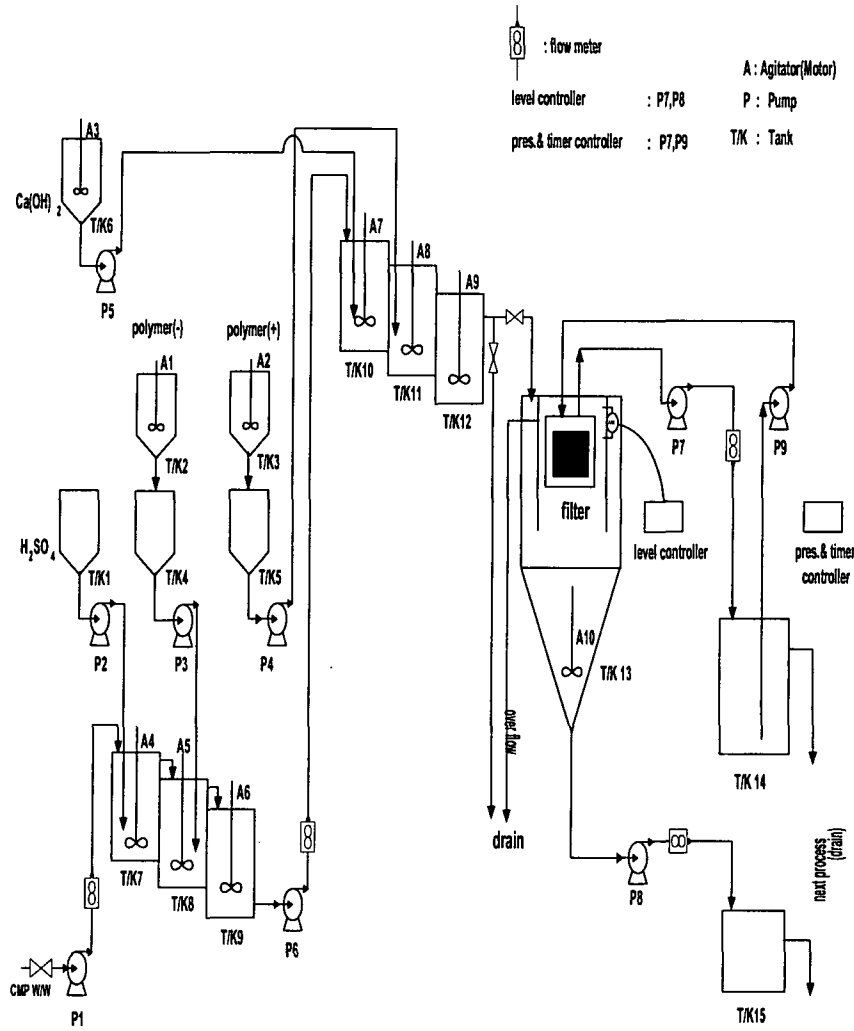 : flow meter
A : Agitator(Motor)
level controller : P7,P8
P : Pump
pres.& timer controller : P7,P9
T/K : Tank
A3
Ca(OH) 2
T/K6
P5
A7
A8
A9
T/K10
T/K11
T/K12
polymer(-)
polymer(+)
A1
A2
T/K2
T/K3
H2SO4
T/K1
T/K4
T/K5
P2
P3
P4
P7
P9
filter
level controller
pres.& timer
controller
A10
T/K 13
over flow
drain
T/K 14
A4
A5
A6
T/K7
T/K8
T/K9
P6
P8
next process
(drain)
CMP W/W
P1
T/K15